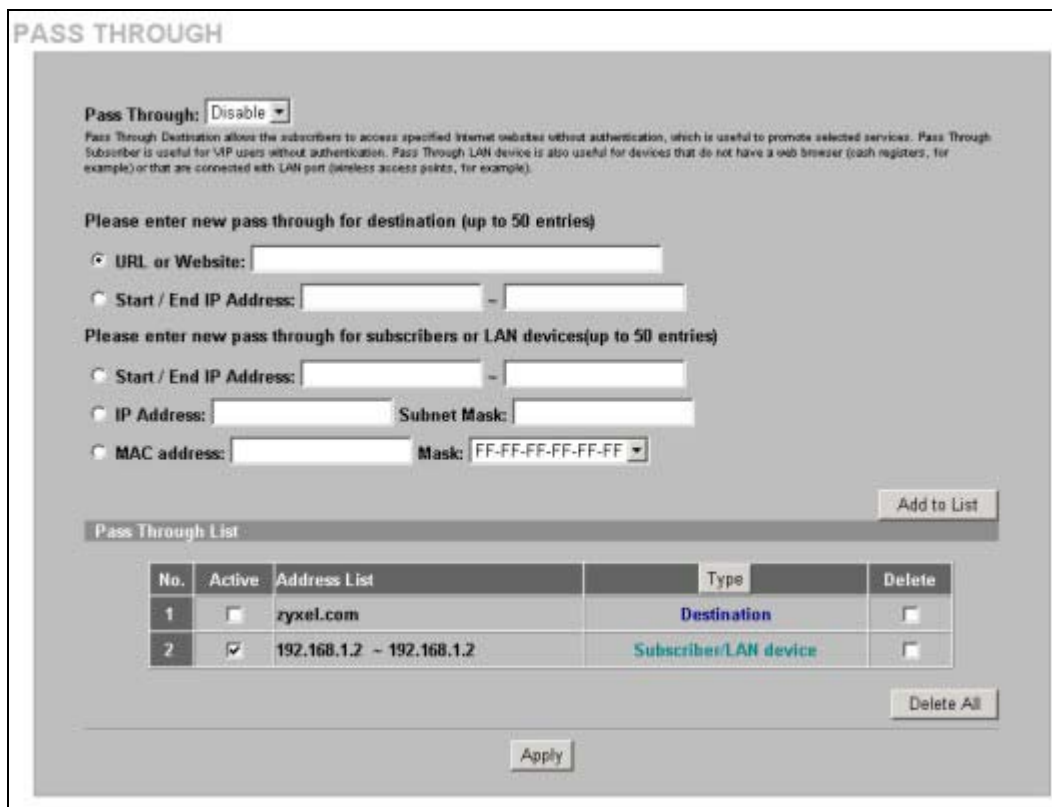 PASS THROUGH
Pass Through: Disable
Pass Through Destination allows the subscribers to access specified Internet websites without authentication, which is useful to promote selected services. Pass Through
Subscriber is useful for VIP users without authentication. Pass Through LAN device is also useful for devices that do not have a web browser (cash registers, for
example) or that are connected with LAN port (wireless access points, for example).
Please enter new pass through for destination (up to 50 entries)
URL or Website:
Start / End IP Address: ~
Please enter new pass through for subscribers or LAN devices(up to 50 entries)
Start / End IP Address: ~
IP Address: Subnet Mask:
MAC address: Mask: FF-FF-FF-FF-FF-FF
Add to List
Pass Through List
No. Active Address List Type Delete
1 zyxel.com Destination
2 192.168.1.2 ~ 192.168.1.2 Subscriber/LAN device
Delete All
Apply